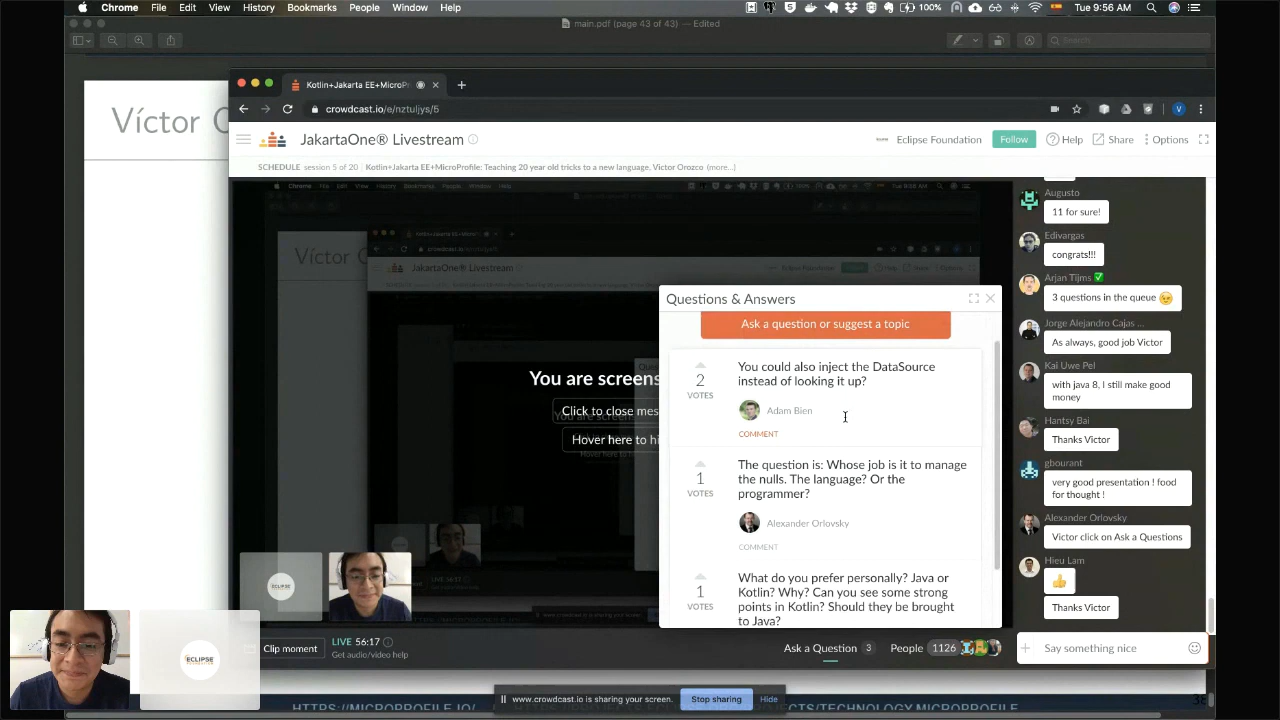 Chrome File Edit View History Bookmarks People Window Help
100% Tue 9:56 AM
main.pdf (page 43 of 43) — Edited
Search
Víctor O
Kotlin+Jakarta EE+MicroPr
crowdcast.io/e/nztuljys/5
JakartaOne® Livestream
Eclipse Foundation
Follow
Help
Share
Options
SCHEDULE session 5 of 20 Kotlin+Jakarta EE+MicroProfile: Teaching 20 year old tricks to a new language, Victor Orozco (more...)
Víctor O
JakartaOne® Livestream
You are screens
Click to close mes
Hover here to hi
Questions & Answers
Ask a question or suggest a topic
2
VOTES
You could also inject the DataSource
instead of looking it up?
Adam Bien
COMMENT
1
VOTES
The question is: Whose job is it to manage
the nulls. The language? Or the
programmer?
Alexander Orlovsky
COMMENT
1
VOTES
What do you prefer personally? Java or
Kotlin? Why? Can you see some strong
points in Kotlin? Should they be brought
to Java?
Augusto
11 for sure!
Edivargas
congrats!!!
Arjan Tijms
3 questions in the queue
Jorge Alejandro Cajas ...
As always, good job Victor
Kai Uwe Pel
with java 8, I still make good
money
Hantsy Bai
Thanks Victor
gbourant
very good presentation ! food
for thought !
Alexander Orlovsky
Victor click on Ask a Questions
Hieu Lam
Thanks Victor
ECLIPSE
ECLIPSE
FOUNDATION
Clip moment
LIVE 56:17
Get audio/video help
Ask a Question 3
People 1126
Say something nice
www.crowdcast.io is sharing your screen.
Stop sharing
Hide
HTTPS://MICROPROFILE.IO/